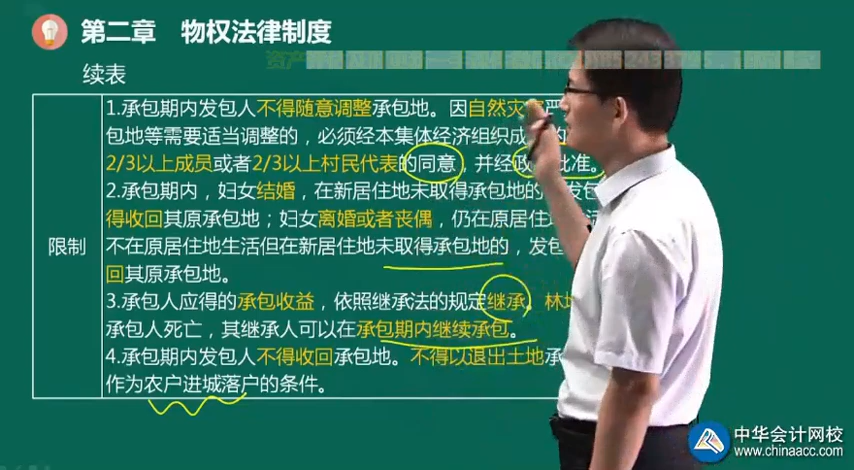 第二章 物权法律制度
续表
限制
1.承包期内发包人不得随意调整承包地。因自然灾
包地等需要适当调整的，必须经本集体经济组织成
2/3以上成员或者2/3以上村民代表的同意，并经政 批准。
2.承包期内，妇女结婚，在新居住地未取得承包地的 发包
得收回其原承包地；妇女离婚或者丧偶，仍在原居住地 活
不在原居住地生活但在新居住地未取得承包地的，发包
回其原承包地。
3.承包人应得的承包收益，依照继承法的规定继承。林地
承包人死亡，其继承人可以在承包期内继续承包。
4.承包期内发包人不得收回承包地。不得以退出土地承
作为农户进城落户的条件。
中华会计网校
www.chinaacc.com